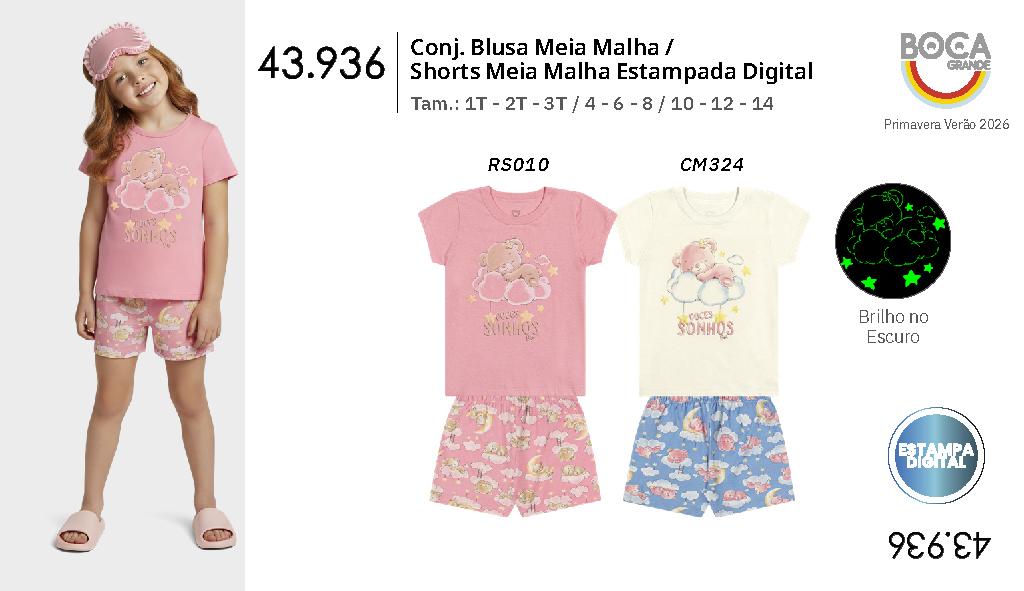 43.936
Conj. Blusa Meia Malha /
Shorts Meia Malha Estampada Digital
Tam.: 1T - 2T - 3T / 4 - 6 - 8 / 10 - 12 - 14
BOCA
GRANDE
Primavera Verão 2026
RS010
CM324
DOCES
SONHOS
DOCES
SONHOS
DOCES
SONHOS
Brilho no
Escuro
ESTAMPA
DIGITAL
43.936